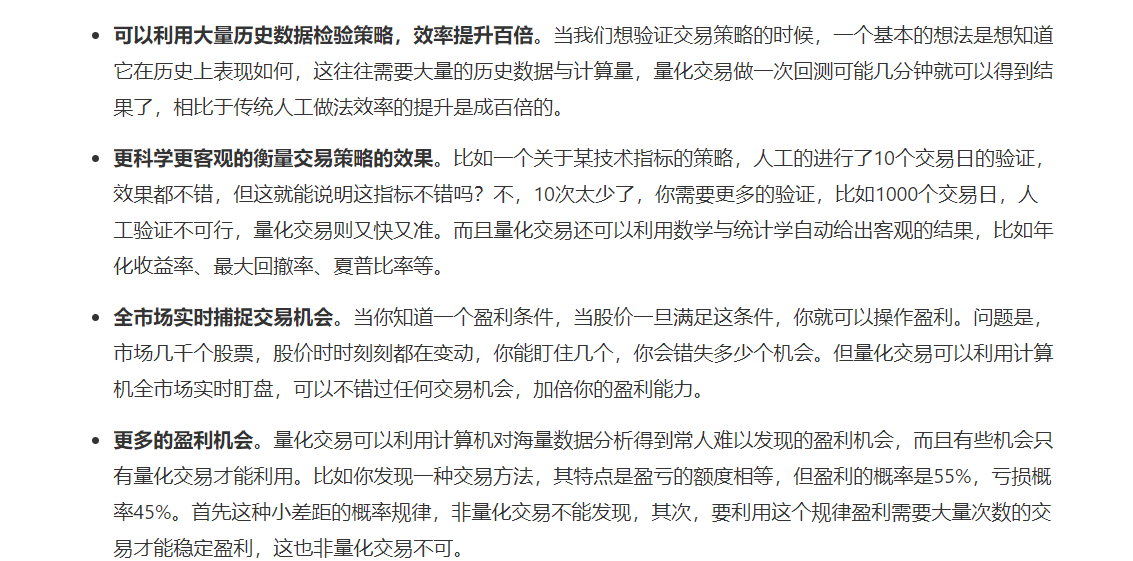 可以利用大量历史数据检验策略，效率提升百倍。当我们想验证交易策略的时候，一个基本的想法是想知道
它在历史上表现如何，这往往需要大量的历史数据与计算量，量化交易做一次回测可能几分钟就可以得到结
果了，相比于传统人工做法效率的提升是成百倍的。
更科学更客观的衡量交易策略的效果。比如一个关于某技术指标的策略，人工的进行了10个交易日的验证，
效果都不错，但这就能说明这指标不错吗？不，10次太少了，你需要更多的验证，比如1000个交易日，人
工验证不可行，量化交易则又快又准。而且量化交易还可以利用数学与统计学自动给出客观的结果，比如年
化收益率、最大回撤率、夏普比率等。
全市场实时捕捉交易机会。当你知道一个盈利条件，当股价一旦满足这条件，你就可以操作盈利。问题是，
市场几千个股票，股价时时刻刻都在变动，你能盯住几个，你会错失多少个机会。但量化交易可以利用计算
机全市场实时盯盘，可以不错过任何交易机会，加倍你的盈利能力。
更多的盈利机会。量化交易可以利用计算机对海量数据分析得到常人难以发现的盈利机会，而且有些机会只
有量化交易才能利用。比如你发现一种交易方法，其特点是盈亏的额度相等，但盈利的概率是55%，亏损概
率45%。首先这种小差距的概率规律，非量化交易不能发现，其次，要利用这个规律盈利需要大量次数的交
易才能稳定盈利，这也非量化交易不可。